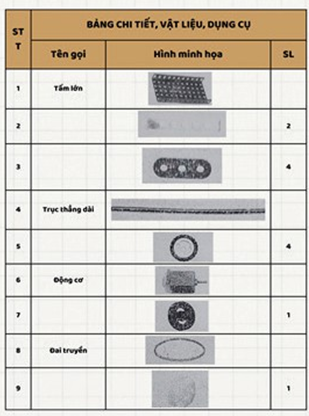 ST
T
BẢNG CHI TIẾT, VẬT LIỆU, DỤNG CỤ
Tên gọi Hình minh họa SL
1 Tấm lớn
2 2
3 4
4 Trục thẳng dài
5 4
6 Động cơ
7 1
8 Đai truyền
9 1